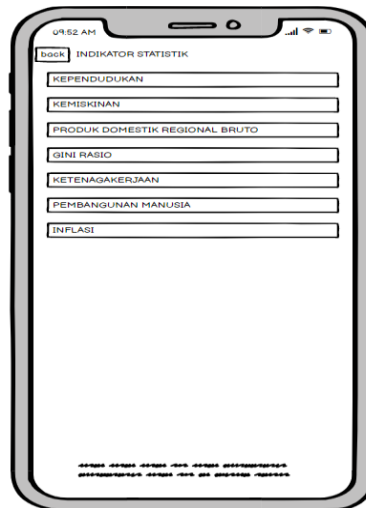 09:52 AM
back INDIKATOR STATISTIK
KEPENDUDUKAN
KEMISKINAN
PRODUK DOMESTIK REGIONAL BRUTO
GINI RASIO
KETENAGAKERJAAN
PEMBANGUNAN MANUSIA
INFLASI